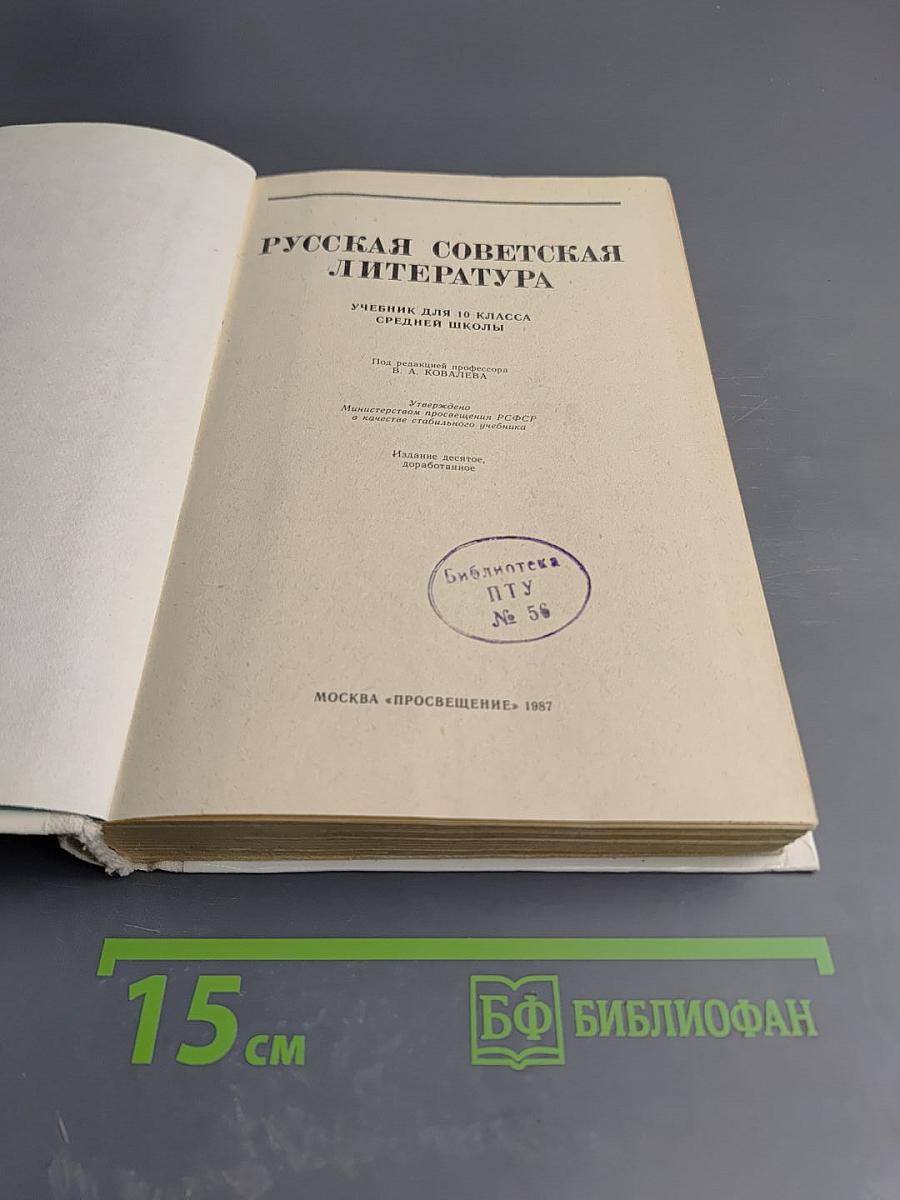 РУССКАЯ СОВЕТСКАЯ
ЛИТЕРАТУРА
УЧЕБНИК ДЛЯ 10 КЛАССА
СРЕДНЕЙ ШКОЛЫ
Под редакцией профессора
В. А. КОВАЛЕВА
Утверждено
Министерством просвещения РСФСР
в качестве стабильного учебника
Издание десятое,
доработанное
Библиотека
ПТУ
№ 56
МОСКВА «ПРОСВЕЩЕНИЕ» 1987
15 см
БФ БИБЛИОФАН